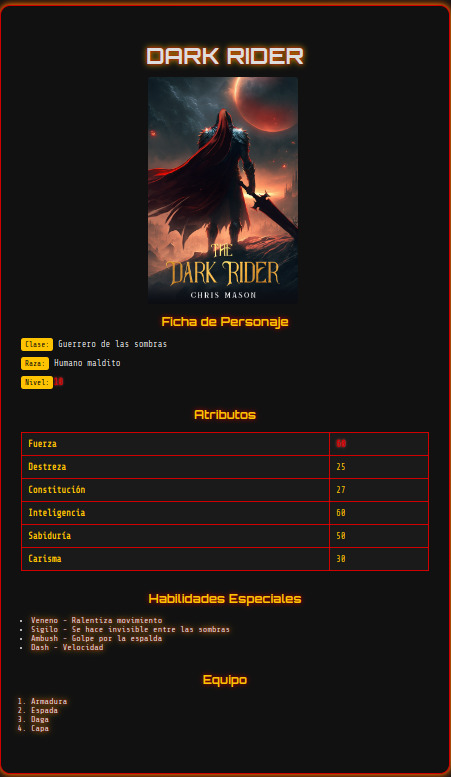 DARK RIDER
THE
DARK RIDER
CHRIS MASON
Ficha de Personaje
Clase: Guerrero de las sombras
Raza: Humano maldito
Nivel: 10
Atributos
Fuerza
Destreza 25
Constitución 27
Inteligencia 60
Sabiduría 50
Carisma 30
Habilidades Especiales
• Veneno - Ralentiza movimiento
• Sigilo - Se hace invisible entre las sombras
• Ambush - Golpe por la espalda
• Dash - Velocidad
Equipo
1. Armadura
2. Espada
3. Daga
4. Capa